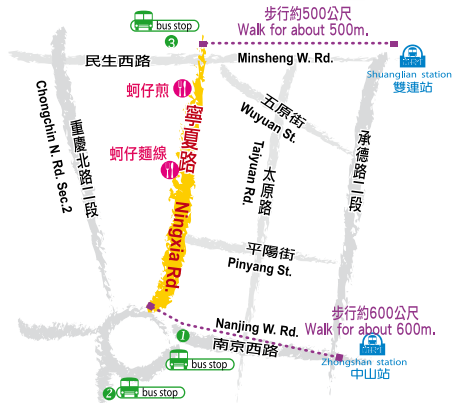 步行約500公尺
Walk for about 500m.
bus stop
3
民生西路
Minsheng W. Rd.
Shuanglian station
雙連站
蚵仔煎
寧夏路
Ningxia Rd.
五原街
Wuyuan St.
重慶北路二段
Chongchin N. Rd. Sec.2
蚵仔麵線
太原路
Taiyuan Rd.
承德路二段
平陽街
Pinyang St.
步行約600公尺
Walk for about 600m.
Nanjing W. Rd.
南京西路
1
bus stop
Zhongshan station
中山站
2
bus stop